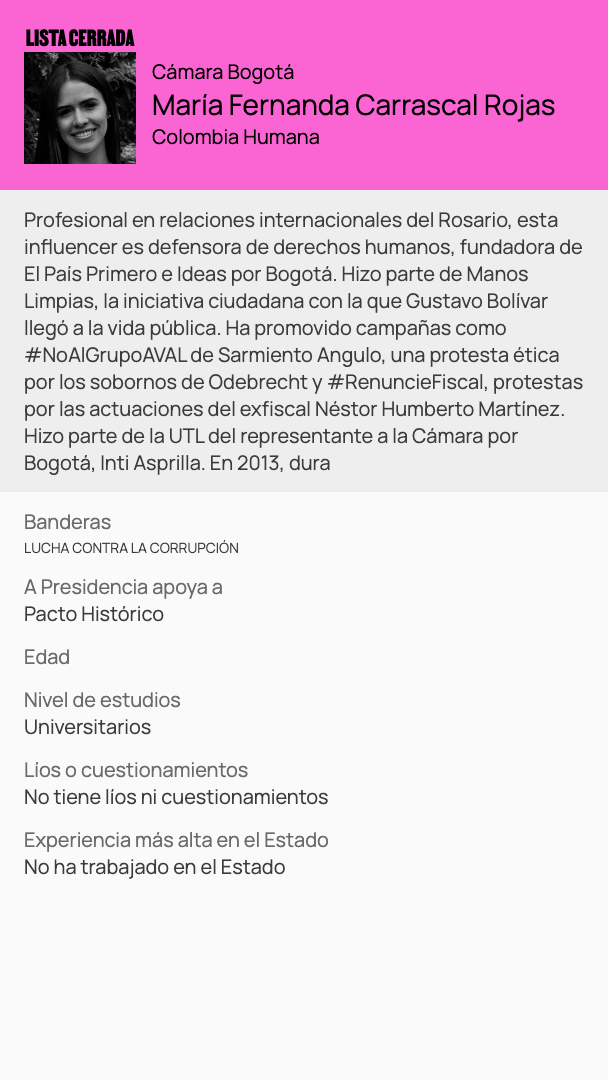 LISTA CERRADA
Cámara Bogotá
María Fernanda Carrascal Rojas
Colombia Humana
Profesional en relaciones internacionales del Rosario, esta
influencer es defensora de derechos humanos, fundadora de
El País Primero e Ideas por Bogotá. Hizo parte de Manos
Limpias, la iniciativa ciudadana con la que Gustavo Bolívar
llegó a la vida pública. Ha promovido campañas como
#NoAlGrupoAVAL de Sarmiento Angulo, una protesta ética
por los sobornos de Odebrecht y #RenuncieFiscal, protestas
por las actuaciones del exfiscal Néstor Humberto Martínez.
Hizo parte de la UTL del representante a la Cámara por
Bogotá, Inti Asprilla. En 2013, dura
Banderas
LUCHA CONTRA LA CORRUPCIÓN
A Presidencia apoya a
Pacto Histórico
Edad
Nivel de estudios
Universitarios
Líos o cuestionamientos
No tiene líos ni cuestionamientos
Experiencia más alta en el Estado
No ha trabajado en el Estado